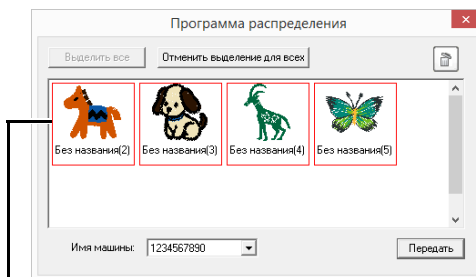 Программа распределения
Выделить все Отменить выделение для всех
Без названия(2) Без названия(3) Без названия(4) Без названия(5)
Имя машины: 1234567890 Передать